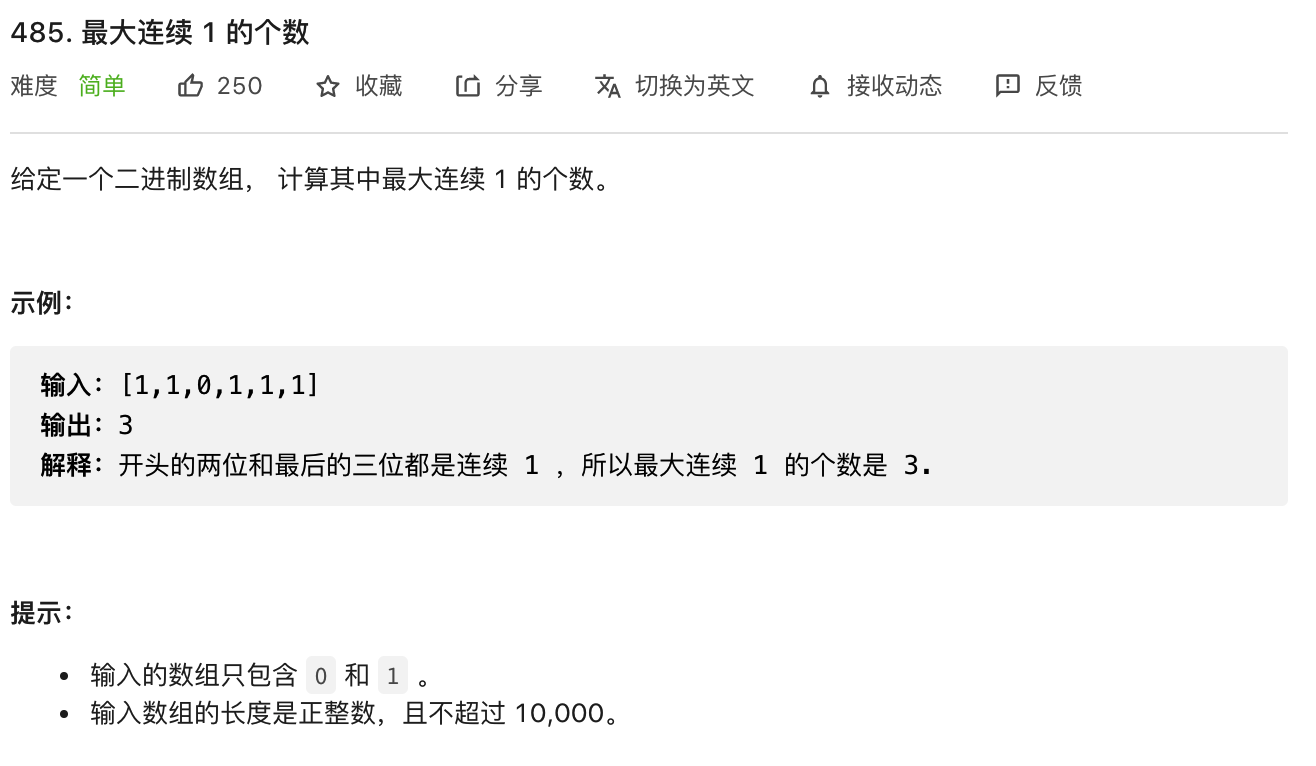 485. 最大连续 1 的个数
难度 简单 250 收藏 分享 切换为英文 接收动态 反馈
给定一个二进制数组， 计算其中最大连续 1 的个数。
示例：
输入：[1,1,0,1,1,1]
输出：3
解释：开头的两位和最后的三位都是连续 1 ，所以最大连续 1 的个数是 3.
提示：
• 输入的数组只包含 0 和 1 。
• 输入数组的长度是正整数，且不超过 10,000。